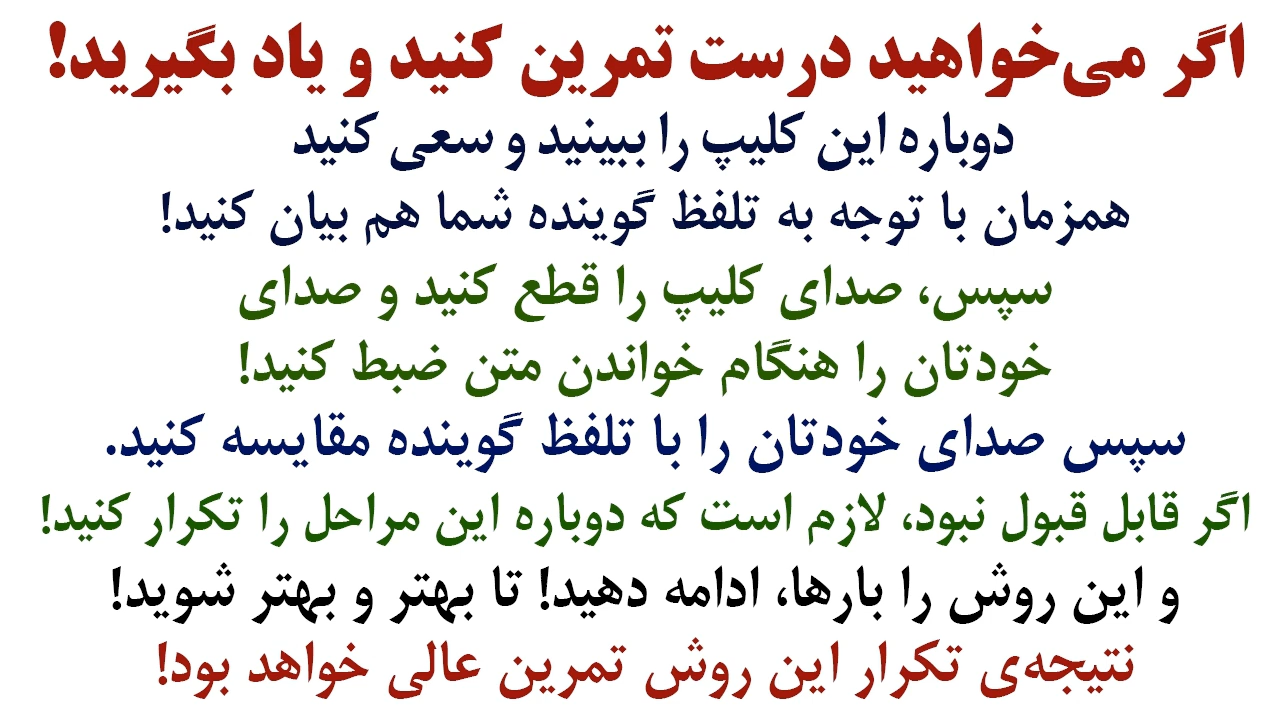 اگر می‌خواهید درست تمرین کنید و یاد بگیرید!
دوباره این کلیپ را ببینید و سعی کنید
همزمان با توجه به تلفظ گوینده شما هم بیان کنید!
سپس، صدای کلیپ را قطع کنید و صدای
خودتان را هنگام خواندن متن ضبط کنید!
سپس صدای خودتان را با تلفظ گوینده مقایسه کنید.
اگر قابل قبول نبود، لازم است که دوباره این مراحل را تکرار کنید!
و این روش را بارها، ادامه دهید! تا بهتر و بهتر شوید!
نتیجه‌ی تکرار این روش تمرین عالی خواهد بود!